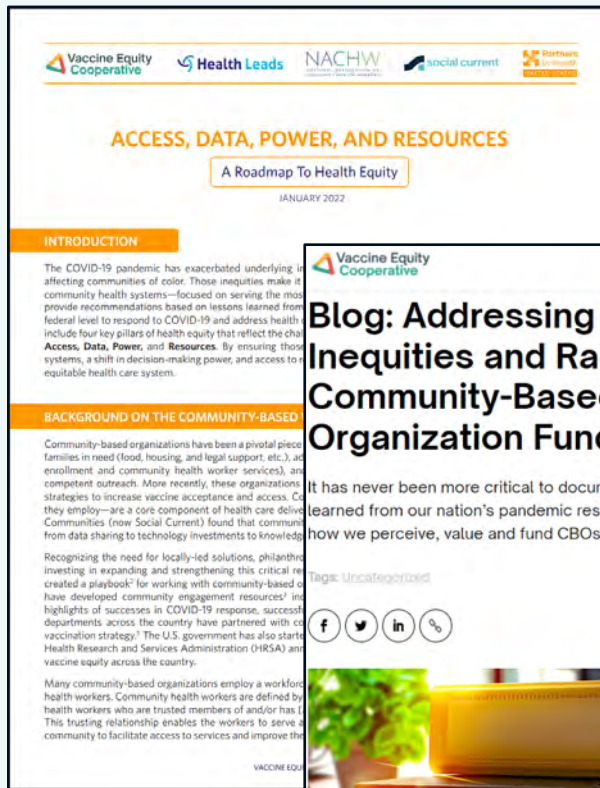 Vaccine Equity
Cooperative
Health Leads
NACHW
social current
Partners
In Health
UNITED STATES
ACCESS, DATA, POWER, AND RESOURCES
A Roadmap To Health Equity
JANUARY 2022
INTRODUCTION
The COVID-19 pandemic has exacerbated underlying in
affecting communities of color. Those inequities make it
community health systems—focused on serving the mos
provide recommendations based on lessons learned from
federal level to respond to COVID-19 and address health
include four key pillars of health equity that reflect the chal
Access, Data, Power, and Resources. By ensuring those
systems, a shift in decision-making power, and access to r
equitable health care system.
BACKGROUND ON THE COMMUNITY-BASED
Community-based organizations have been a pivotal piece
families in need (food, housing, and legal support, etc.), ad
enrollment and community health worker services), an
competent outreach. More recently, these organizations
strategies to increase vaccine acceptance and access. Co
they employ—are a core component of health care delive
Communities (now Social Current) found that communit
from data sharing to technology investments to knowledg
Recognizing the need for locally-led solutions, philanthro
investing in expanding and strengthening this critical res
created a playbook² for working with community-based o
have developed community engagement resources³ inc
highlights of successes in COVID-19 response, successf
departments across the country have partnered with co
vaccination strategy.⁵ The U.S. government has also starte
Health Research and Services Administration (HRSA) ann
vaccine equity across the country.
Many community-based organizations employ a workforc
health workers. Community health workers are defined by
health workers who are trusted members of and/or has [
This trusting relationship enables the workers to serve a
community to facilitate access to services and improve the
VACCINE EQU
Vaccine Equity
Cooperative
Blog: Addressing
Inequities and Ra
Community-Base
Organization Fund
It has never been more critical to docum
learned from our nation's pandemic res
how we perceive, value and fund CBOs
Tags: Uncategorized